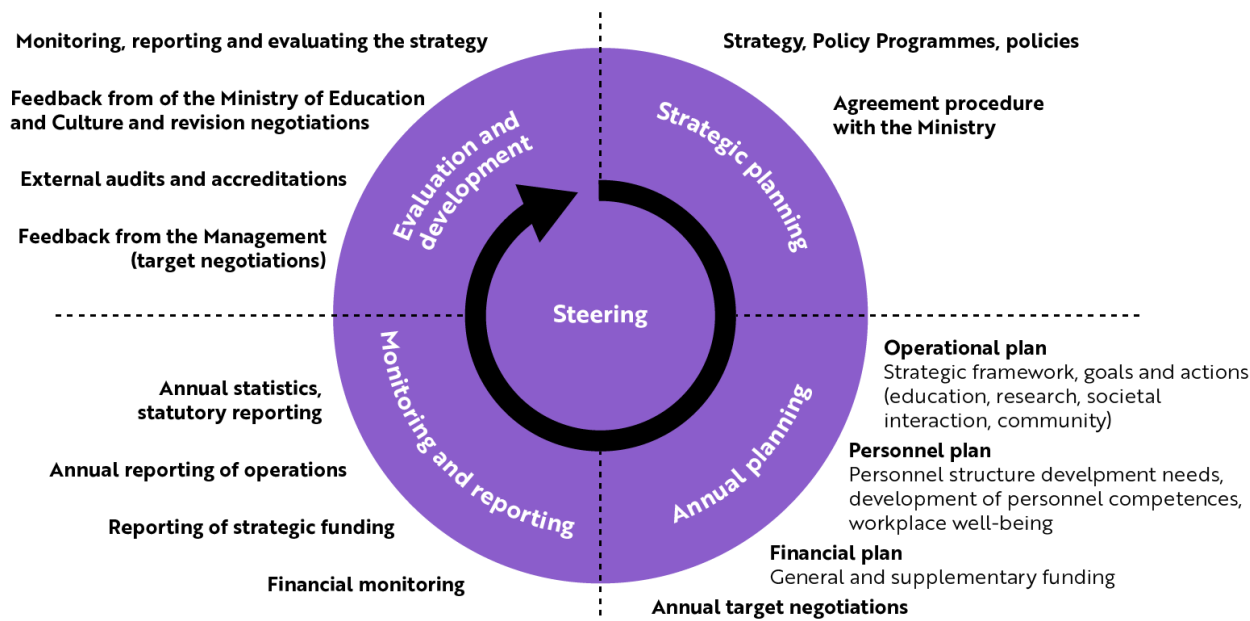 Monitoring, reporting and evaluating the strategy
Feedback from of the Ministry of Education
and Culture and revision negotiations
External audits and accreditations
Feedback from the Management
(target negotiations)
Evaluation and
development
Strategy, Policy Programmes, policies
Agreement procedure
with the Ministry
Strategic planning
Steering
Operational plan
Strategic framework, goals and actions
(education, research, societal
interaction, community)
Personnel plan
Personnel structure develpment needs,
development of personnel competences,
workplace well-being
Financial plan
General and supplementary funding
Annual target negotiations
Annual planning
Monitoring and reporting
Annual statistics,
statutory reporting
Annual reporting of operations
Reporting of strategic funding
Financial monitoring